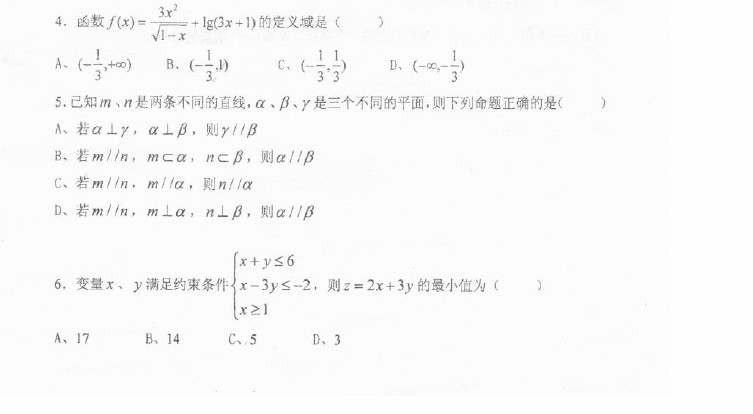 4. 函数 f(x) = 3x²/√(1-x) + lg(3x+1) 的定义域是 (    )
A、(-1/3, +∞)    B、(-1/3, 1)    C、(-1/3, 1/3)    D、(-∞, -1/3)
5. 已知 m、n 是两条不同的直线，α、β、γ 是三个不同的平面，则下列命题正确的是(    )
A、若 α⊥γ，α⊥β，则 γ//β
B、若 m//n，m⊂α，n⊂β，则 α//β
C、若 m//n，m//α，则 n//α
D、若 m//n，m⊥α，n⊥β，则 α//β
6. 变量 x、y 满足约束条件 { x+y≤6
x-3y≤-2，则 z=2x+3y 的最小值为 (    )
x≥1
A、17    B、14    C、5    D、3